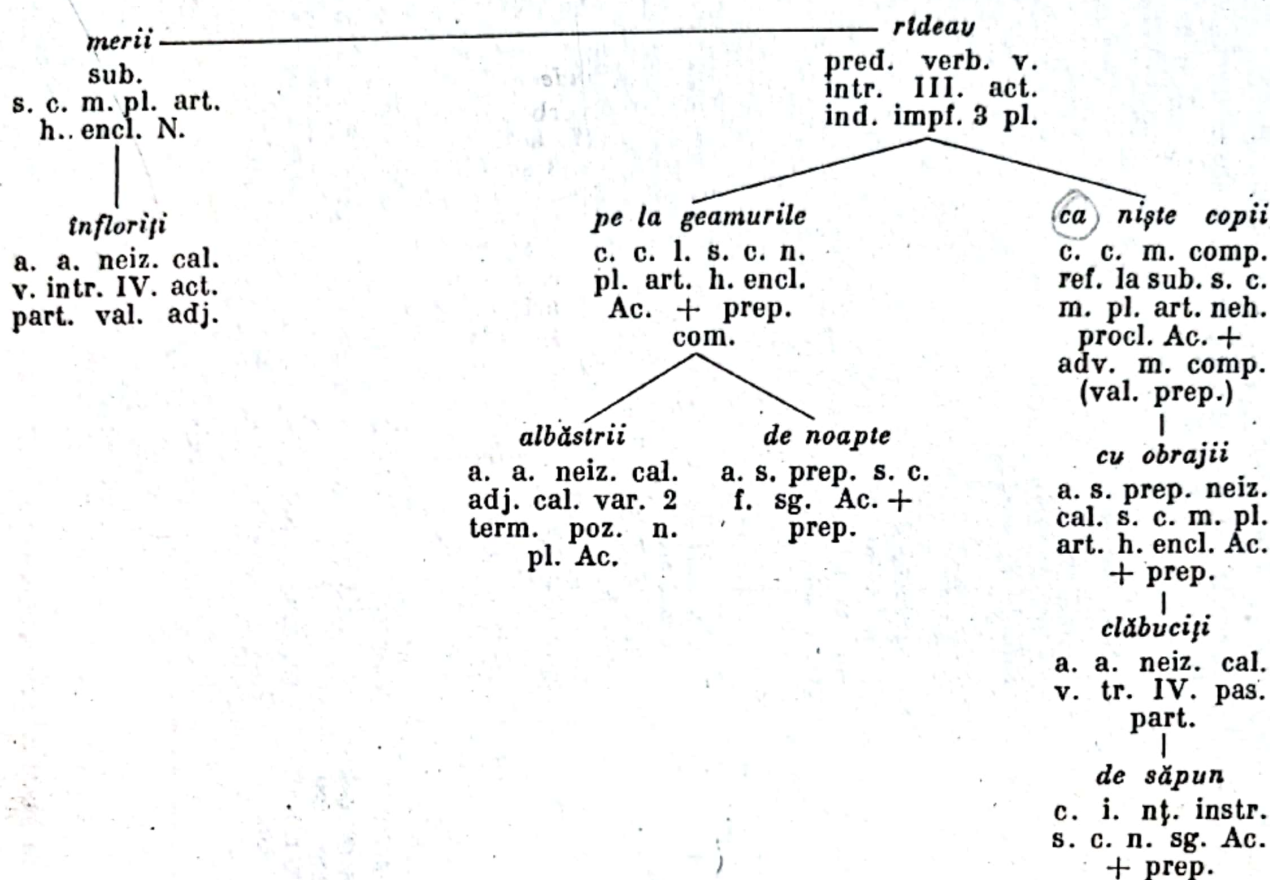 merii
sub.
s. c. m. pl. art.
h.. encl. N.
înfloriţi
a. a. neiz. cal.
v. intr. IV. act.
part. val. adj.
rîdeau
pred. verb. v.
intr. III. act.
ind. impf. 3 pl.
pe la geamurile
c. c. l. s. c. n.
pl. art. h. encl.
Ac. + prep.
com.
albăstrii
a. a. neiz. cal.
adj. cal. var. 2
term. poz. n.
pl. Ac.
de noapte
a. s. prep. s. c.
f. sg. Ac. +
prep.
ca nişte copii
c. c. m. comp.
ref. la sub. s. c.
m. pl. art. neh.
procl. Ac. +
adv. m. comp.
(val. prep.)
cu obrajii
a. s. prep. neiz.
cal. s. c. m. pl.
art. h. encl. Ac.
+ prep.
clăbuciţi
a. a. neiz. cal.
v. tr. IV. pas.
part.
de săpun
c. i. nţ. instr.
s. c. n. sg. Ac.
+ prep.